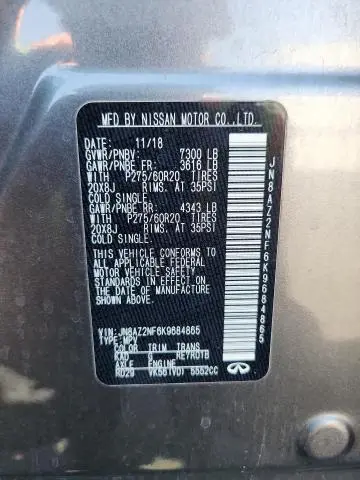 MFD BY NISSAN MOTOR CO.,LTD.
DATE 11/18
GVWR/PNBV 7300 LB
GAWR/PNBE FR 3616 LB
WITH P275/60R20 TIRES
20X8J RIMS, AT 35PSI
COLD SINGLE.
GAWR/PNBE RR 4343 LB
WITH P275/60R20 TIRES
20X8J RIMS, AT 35PSI
COLD SINGLE.
THIS VEHICLE CONFORMS TO
ALL APPLICABLE FEDERAL
MOTOR VEHICLE SAFETY
STANDARDS IN EFFECT ON
THE DATE OF MANUFACTURE
SHOWN ABOVE.
VIN: JN8AZ2NF6K9684865
TYPE: MPV
COLOR TRIM TRANS
KAD G RE7R01B
AXLE ENGINE
RD29 VK56(VD) 5552CC
JN8AZ2NF6K9684865